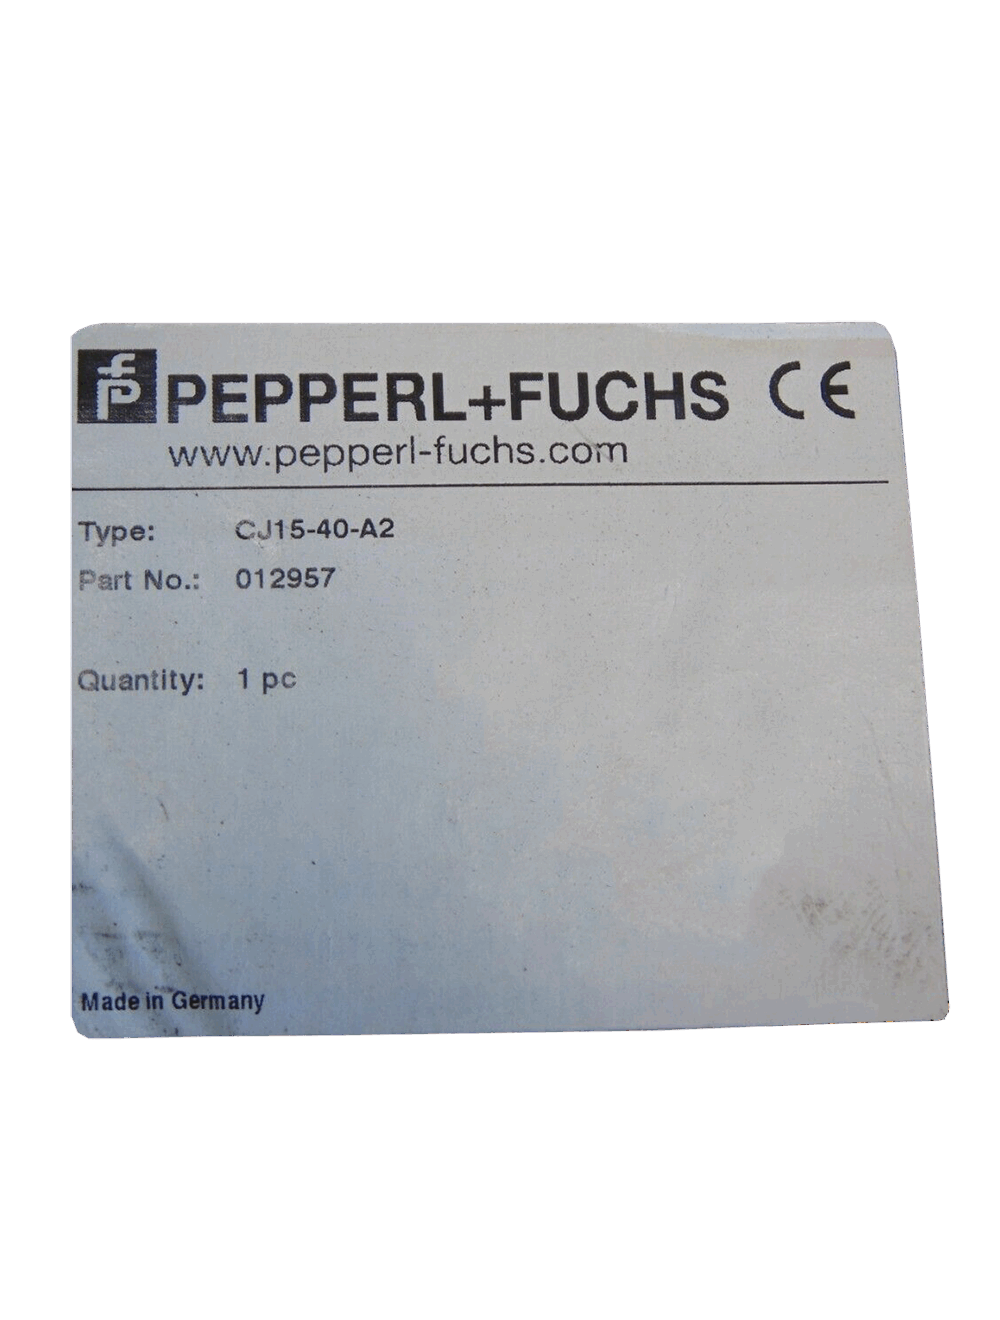 fp PEPPERL+FUCHS CE
www.pepperl-fuchs.com
Type: CJ15-40-A2
Part No.: 012957
Quantity: 1 pc
Made in Germany